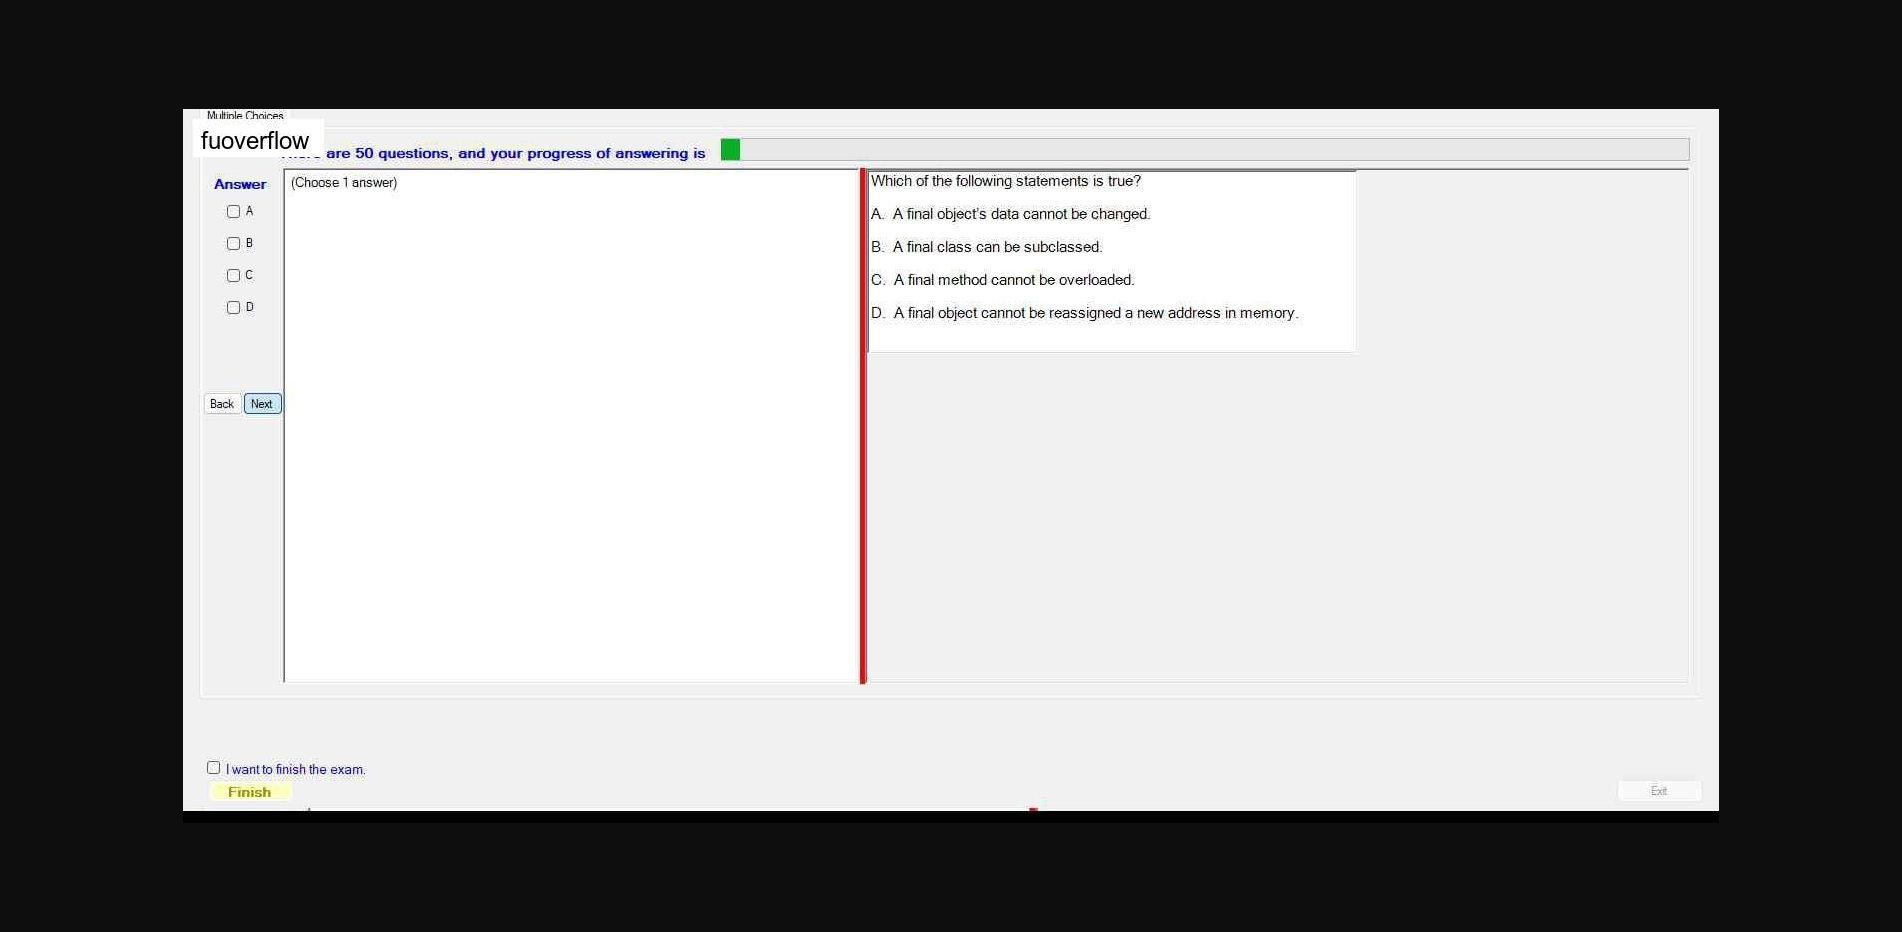 Multiple Choices
fuoverflow
are 50 questions, and your progress of answering is
Answer
(Choose 1 answer)
A
B
C
D
Back Next
Which of the following statements is true?
A. A final object's data cannot be changed.
B. A final class can be subclassed.
C. A final method cannot be overloaded.
D. A final object cannot be reassigned a new address in memory.
I want to finish the exam.
Finish
Exit